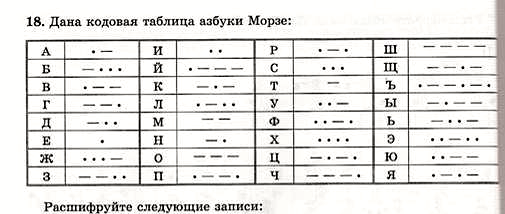 18. Дана кодовая таблица азбуки Морзе:
А • — И • • Р • — • Ш — — — —
Б — • • • Й • — — — С • • • Щ — — • —
В • — — К — • — Т — Ъ • — — • — •
Г — — • Л • — • • У • • — Ы — • — —
Д — • • М — — Ф • • — • Ь — • • —
Е • Н — • Х • • • • Э • • — • •
Ж • • • — О — — — Ц — • — • Ю • • — —
З — — • • П • — — • Ч — — — • Я • — • —
Расшифруйте следующие записи: